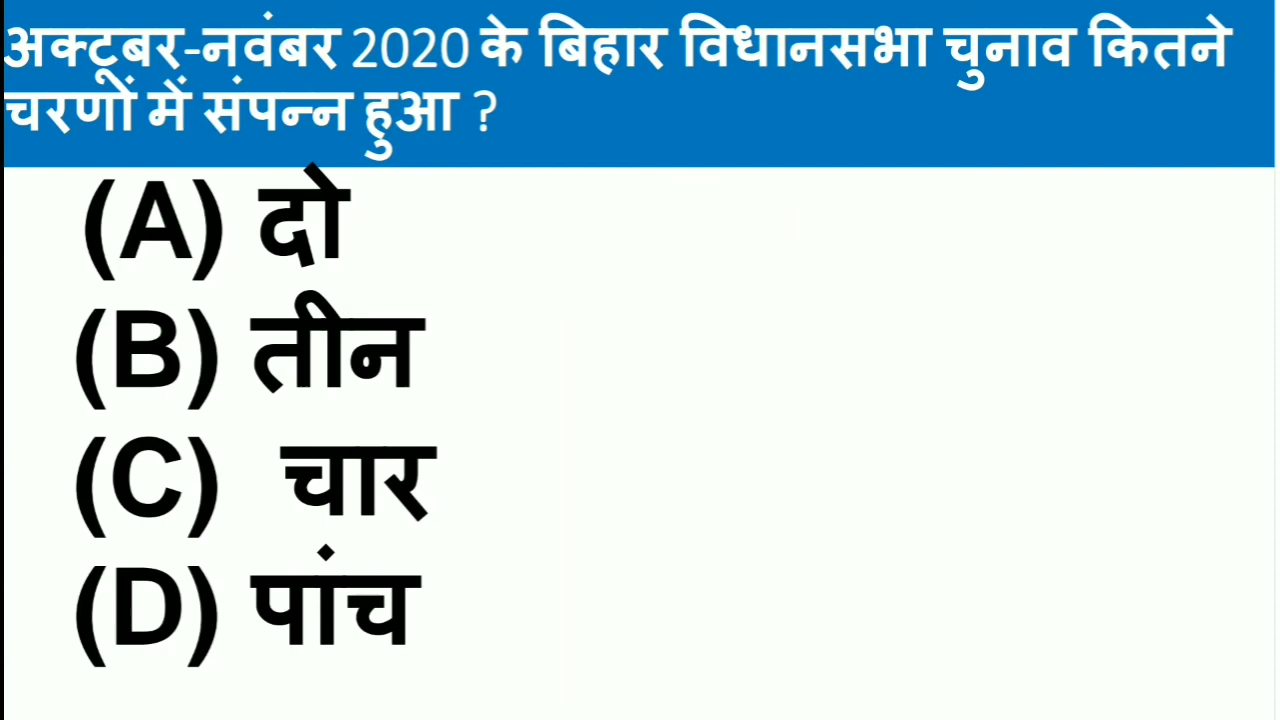 अक्टूबर-नवंबर 2020 के बिहार विधानसभा चुनाव कितने
चरणों में संपन्न हुआ ?
(A) दो
(B) तीन
(C) चार
(D) पांच